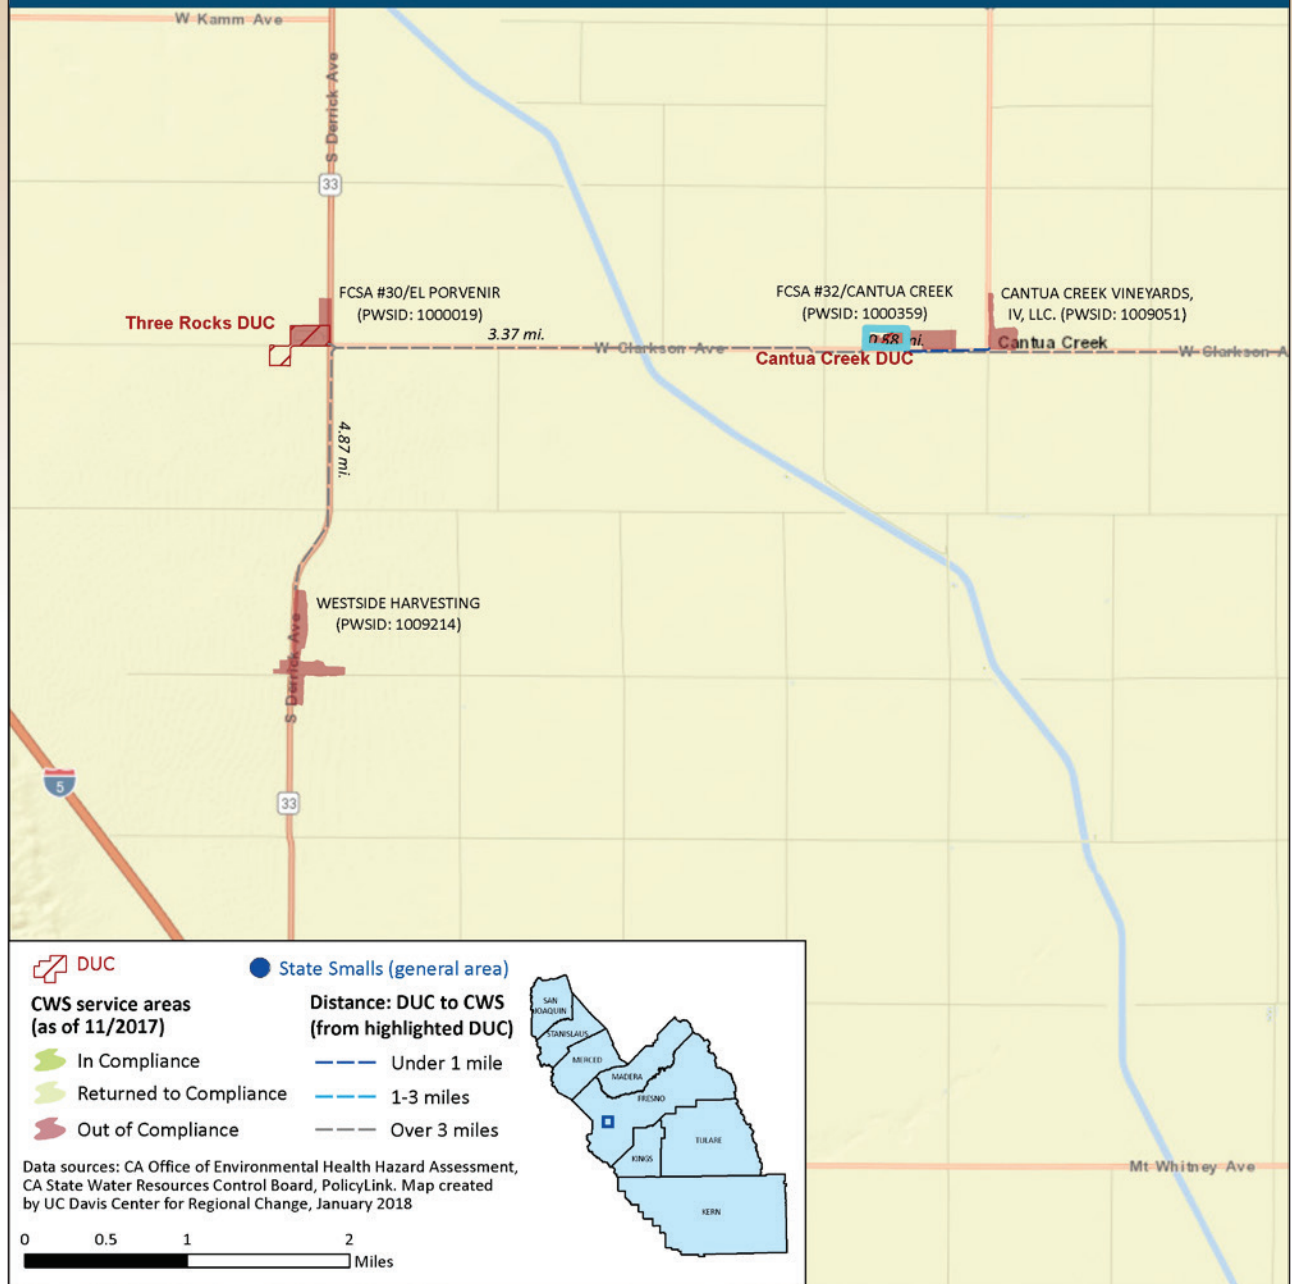 W Kamm Ave
S Derrick Ave
33
FCSA #30/EL PORVENIR
(PWSID: 1000019)
Three Rocks DUC
3.37 mi.
W Clarkson Ave
FCSA #32/CANTUA CREEK
(PWSID: 1000359)
0.58 mi.
Cantua Creek DUC
CANTUA CREEK VINEYARDS,
IV, LLC. (PWSID: 1009051)
Cantua Creek
W Clarkson A
4.87 mi.
WESTSIDE HARVESTING
(PWSID: 1009214)
S Derrick Ave
5
33
DUC
State Smalls (general area)
CWS service areas
(as of 11/2017)
In Compliance
Returned to Compliance
Out of Compliance
Distance: DUC to CWS
(from highlighted DUC)
Under 1 mile
1-3 miles
Over 3 miles
SAN
JOAQUIN
STANISLAUS
MERCED
MADERA
FRESNO
TULARE
KINGS
KERN
Data sources: CA Office of Environmental Health Hazard Assessment,
CA State Water Resources Control Board, PolicyLink. Map created
by UC Davis Center for Regional Change, January 2018
0 0.5 1 2
Miles
Mt Whitney Ave